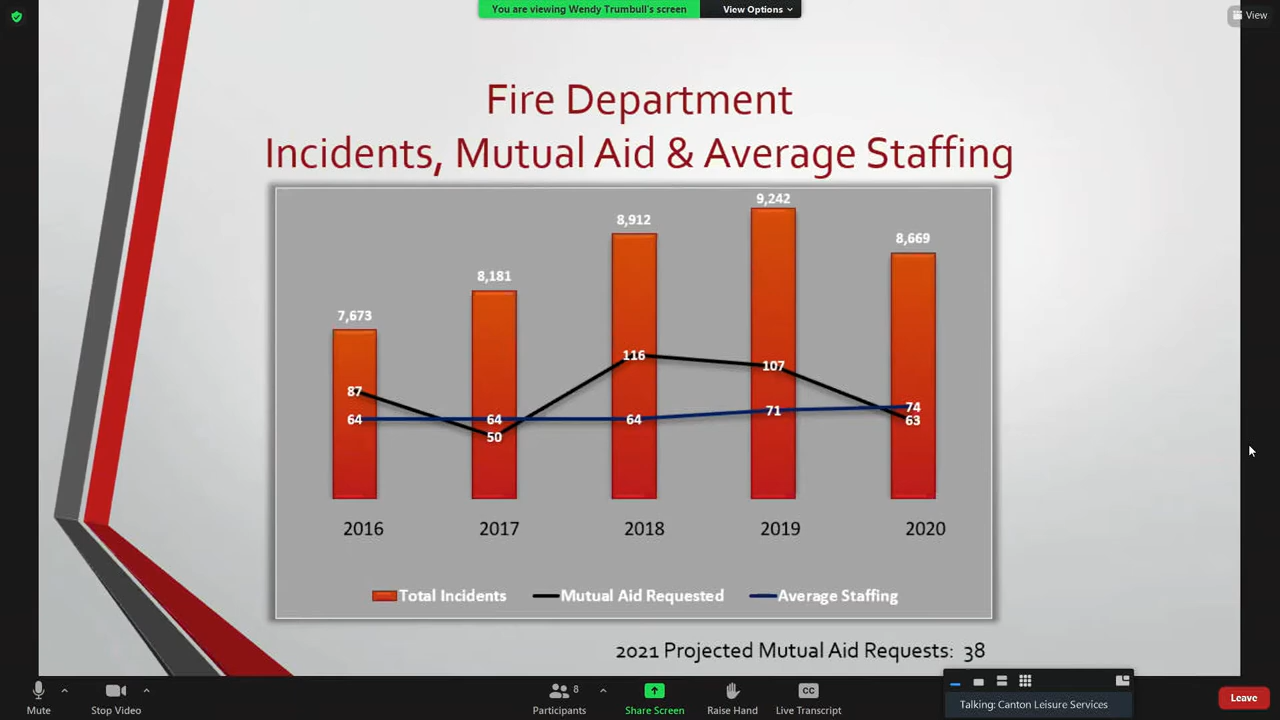 You are viewing Wendy Trumbull's screen
View Options
View
Fire Department
Incidents, Mutual Aid & Average Staffing
9,242
8,912
8,669
8,181
7,673
116
107
87
74
71
64
64
64
63
50
2016 2017 2018 2019 2020
Total Incidents Mutual Aid Requested Average Staffing
2021 Projected Mutual Aid Requests: 38
8
Mute
Stop Video
Participants
Share Screen
Raise Hand
CC
Live Transcript
Talking: Canton Leisure Services
Leave